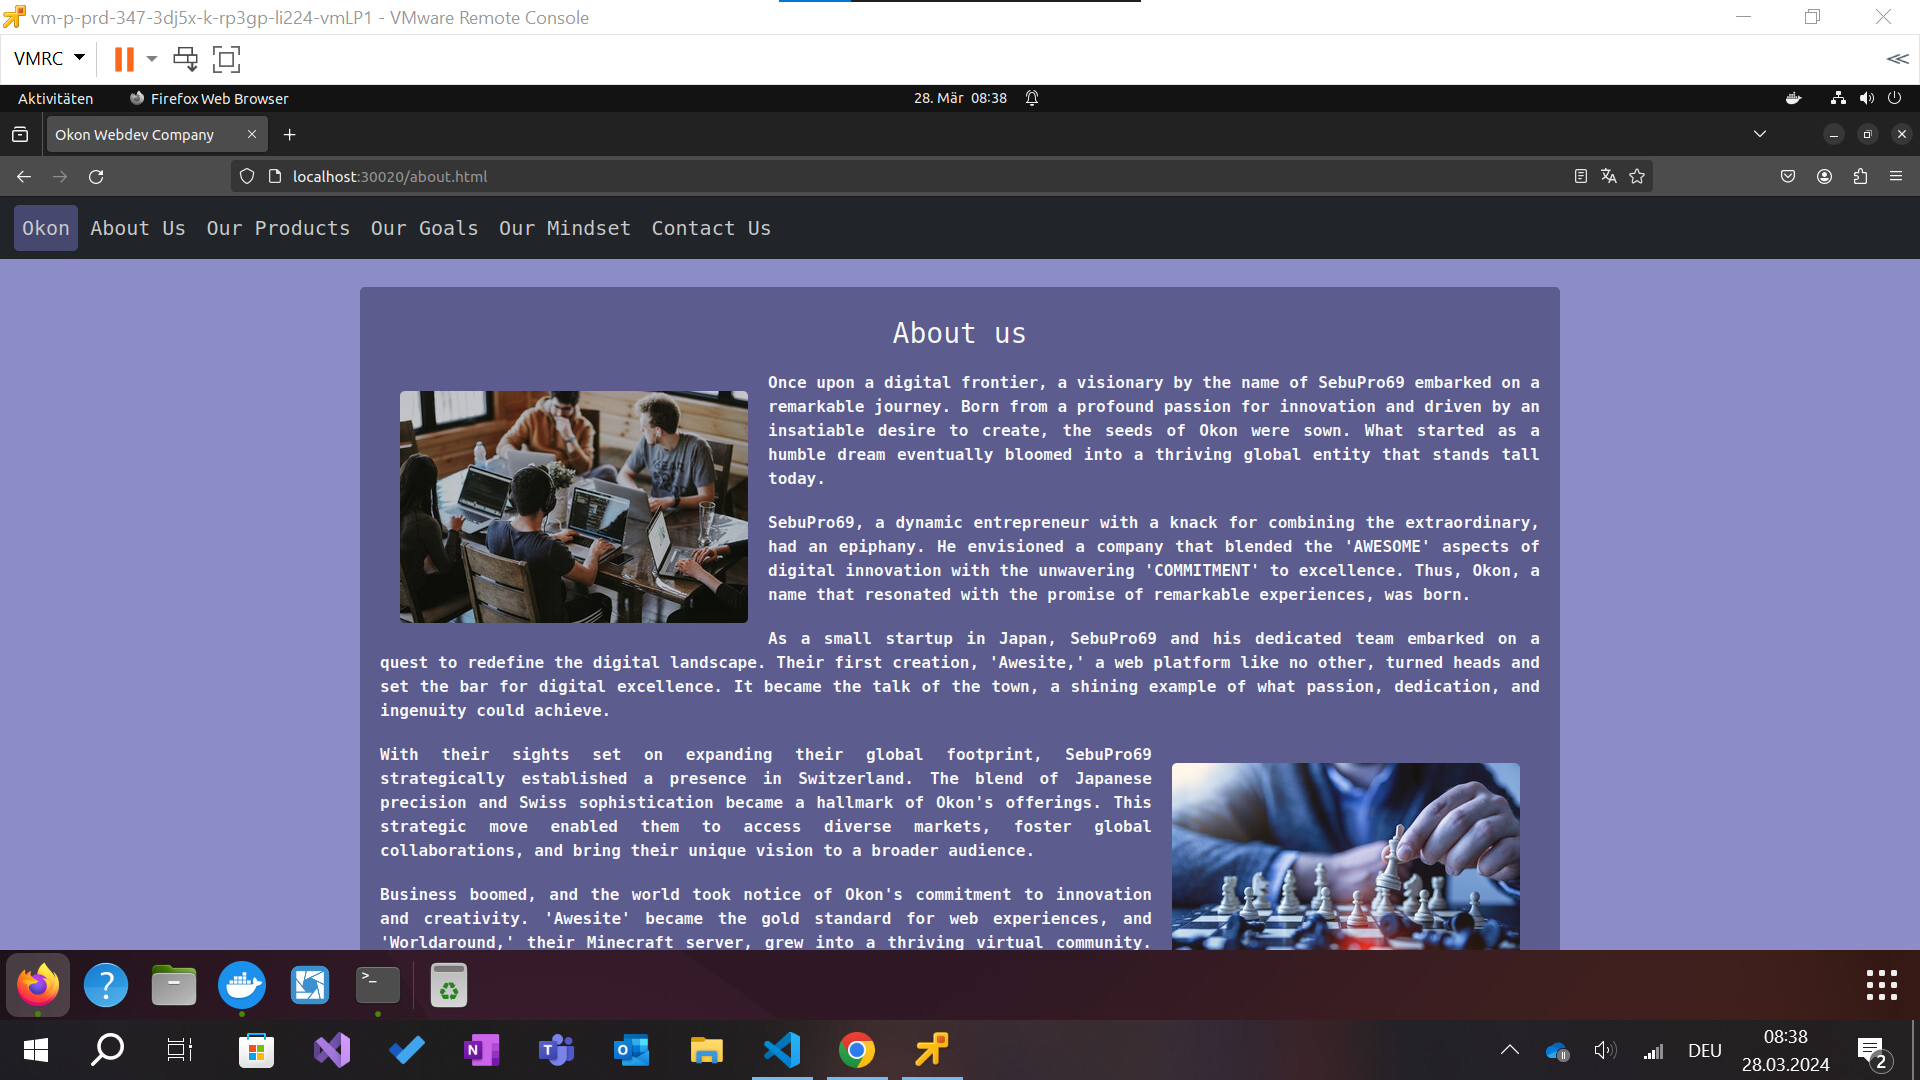 vm-p-prd-347-3dj5x-k-rp3gp-li224-vmLP1 - VMware Remote Console
VMRC
Aktivitäten
Firefox Web Browser
28. Mär 08:38
Okon Webdev Company
localhost:30020/about.html
Okon
About Us
Our Products
Our Goals
Our Mindset
Contact Us
About us
Once upon a digital frontier, a visionary by the name of SebuPro69 embarked on a
remarkable journey. Born from a profound passion for innovation and driven by an
insatiable desire to create, the seeds of Okon were sown. What started as a
humble dream eventually bloomed into a thriving global entity that stands tall
today.
SebuPro69, a dynamic entrepreneur with a knack for combining the extraordinary,
had an epiphany. He envisioned a company that blended the 'AWESOME' aspects of
digital innovation with the unwavering 'COMMITMENT' to excellence. Thus, Okon, a
name that resonated with the promise of remarkable experiences, was born.
As a small startup in Japan, SebuPro69 and his dedicated team embarked on a
quest to redefine the digital landscape. Their first creation, 'Awesite,' a web platform like no other, turned heads and
set the bar for digital excellence. It became the talk of the town, a shining example of what passion, dedication, and
ingenuity could achieve.
With their sights set on expanding their global footprint, SebuPro69
strategically established a presence in Switzerland. The blend of Japanese
precision and Swiss sophistication became a hallmark of Okon's offerings. This
strategic move enabled them to access diverse markets, foster global
collaborations, and bring their unique vision to a broader audience.
Business boomed, and the world took notice of Okon's commitment to innovation
and creativity. 'Awesite' became the gold standard for web experiences, and
'Worldaround,' their Minecraft server, grew into a thriving virtual community.
DEU
08:38
28.03.2024
2